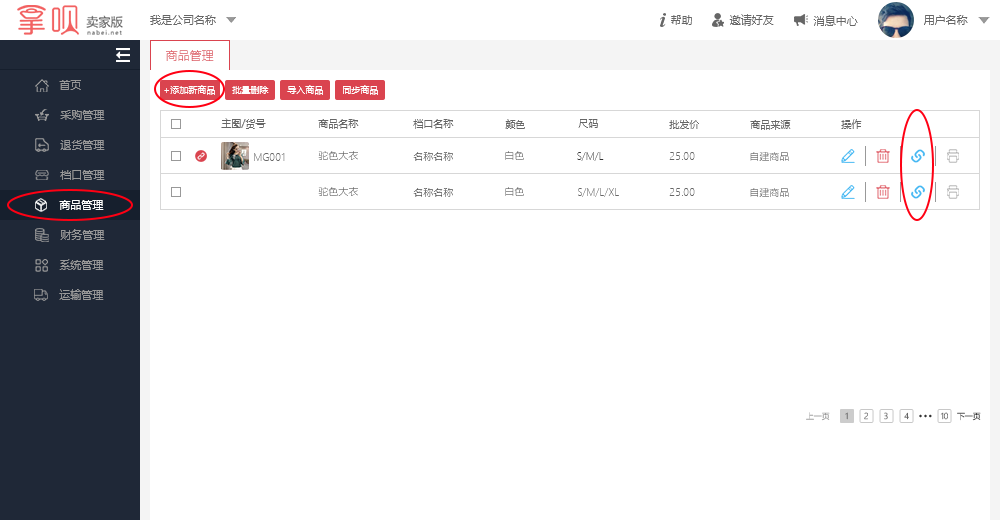 拿呗 卖家版
nabei.net
我是公司名称
帮助
邀请好友
消息中心
用户名称
首页
采购管理
退货管理
档口管理
商品管理
财务管理
系统管理
运输管理
商品管理
+添加新商品 批量删除 导入商品 同步商品
主图/货号 商品名称 档口名称 颜色 尺码 批发价 商品来源 操作
MG001 驼色大衣 名称名称 白色 S/M/L 25.00 自建商品
驼色大衣 名称名称 白色 S/M/L/XL 25.00 自建商品
上一页 1 2 3 4 ••• 10 下一页